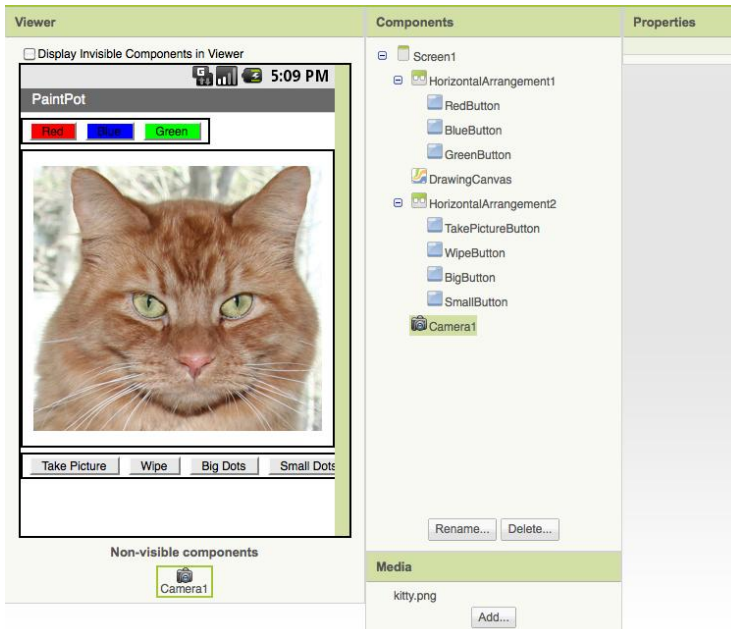 Viewer
Display Invisible Components in Viewer
5:09 PM
PaintPot
Red Blue Green
Take Picture Wipe Big Dots Small Dots
Non-visible components
Camera1
Components
Screen1
HorizontalArrangement1
RedButton
BlueButton
GreenButton
DrawingCanvas
HorizontalArrangement2
TakePictureButton
WipeButton
BigButton
SmallButton
Camera1
Rename... Delete...
Media
kitty.png
Add...
Properties